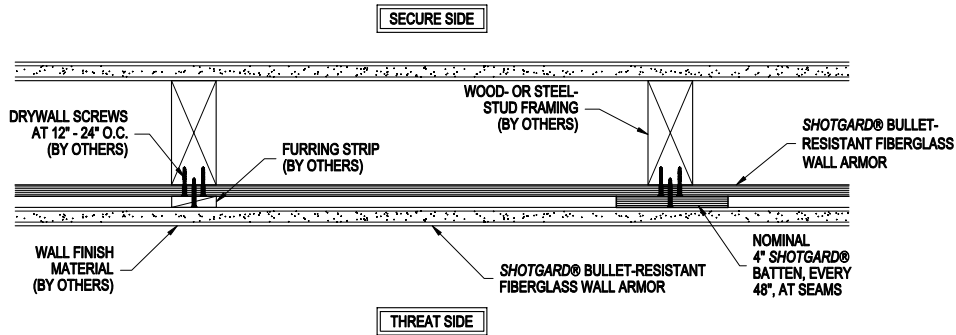 SECURE SIDE
DRYWALL SCREWS
AT 12" - 24" O.C.
(BY OTHERS)
FURRING STRIP
(BY OTHERS)
WOOD- OR STEEL-
STUD FRAMING
(BY OTHERS)
SHOTGARD® BULLET-
RESISTANT FIBERGLASS
WALL ARMOR
WALL FINISH
MATERIAL
(BY OTHERS)
SHOTGARD® BULLET-RESISTANT
FIBERGLASS WALL ARMOR
NOMINAL
4" SHOTGARD®
BATTEN, EVERY
48", AT SEAMS
THREAT SIDE